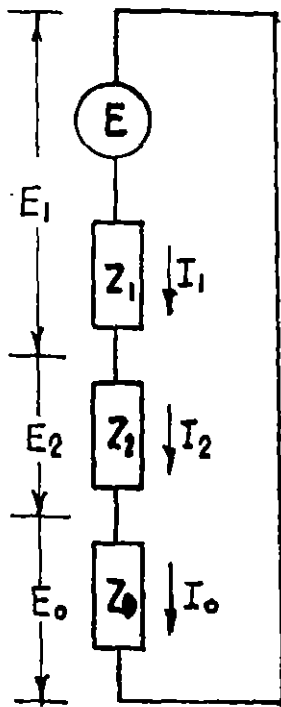 E
E₁
Z₁ I₁
E₂
Z₂ I₂
E₀
Z₀ I₀